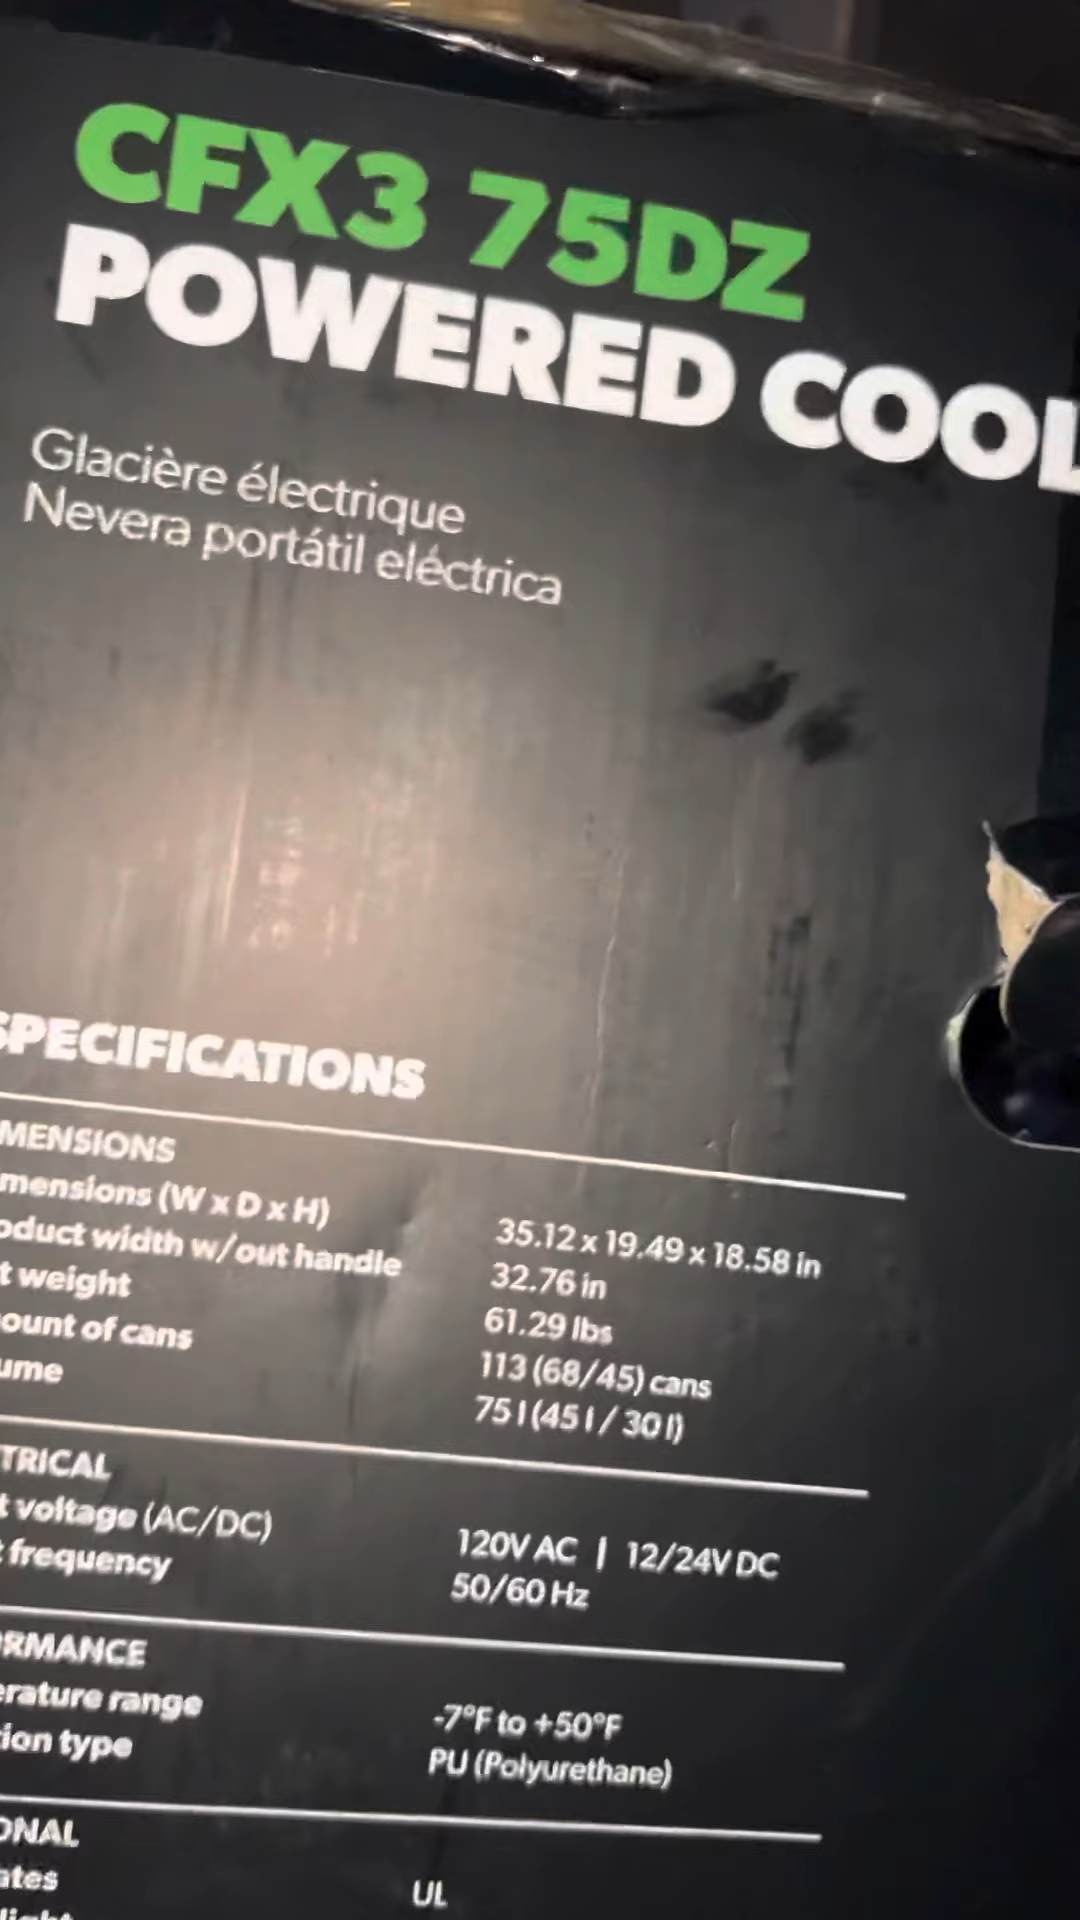 CFX3 75DZ
POWERED COOL
Glacière électrique
Nevera portátil eléctrica
SPECIFICATIONS
MENSIONS
mensions (W x D x H) 35.12 x 19.49 x 18.58 in
oduct width w/out handle 32.76 in
t weight 61.29 lbs
ount of cans 113 (68/45) cans
ume 75 l (45 l / 30 l)
TRICAL
t voltage (AC/DC) 120V AC | 12/24V DC
t frequency 50/60 Hz
RMANCE
erature range -7°F to +50°F
tion type PU (Polyurethane)
ONAL
ates UL
light